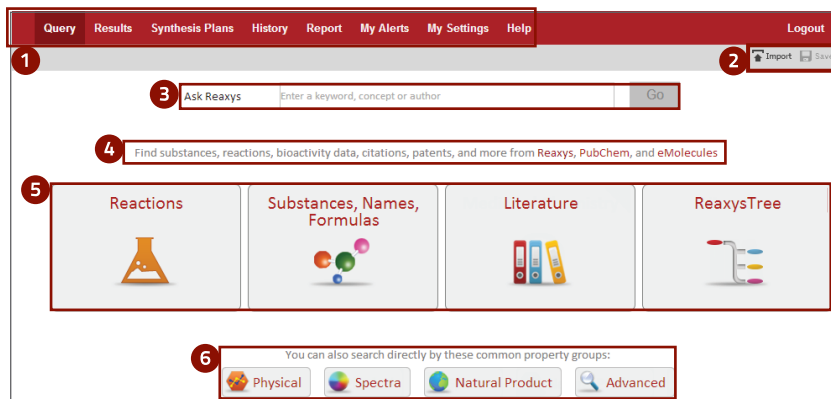 Query Results Synthesis Plans History Report My Alerts My Settings Help Logout
1
2 Import Save
3 Ask Reaxys Enter a keyword, concept or author Go
4 Find substances, reactions, bioactivity data, citations, patents, and more from Reaxys, PubChem, and eMolecules
5
Reactions
Substances, Names,
Formulas
Literature
ReaxysTree
6 You can also search directly by these common property groups:
Physical Spectra Natural Product Advanced